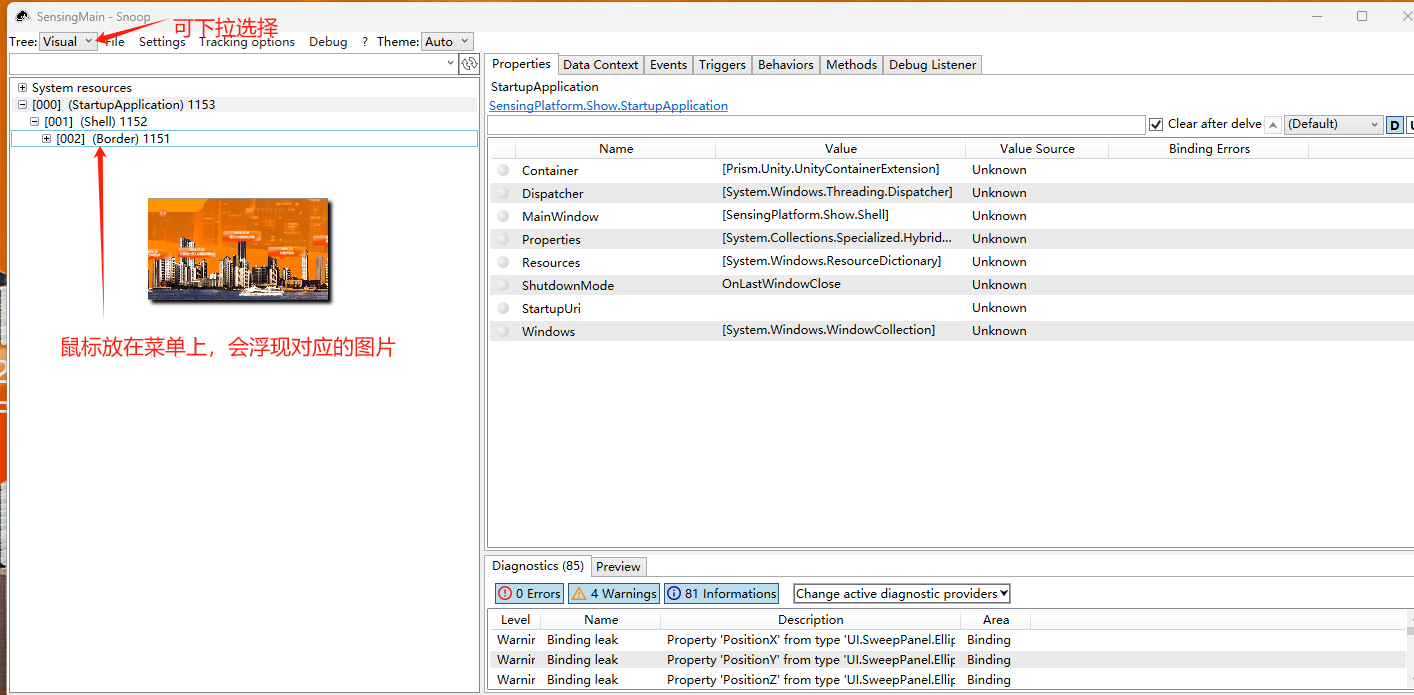 SensingMain - Snoop
可下拉选择
Tree: Visual File Settings Tracking options Debug ? Theme: Auto
Properties Data Context Events Triggers Behaviors Methods Debug Listener
System resources
StartupApplication
[000] (StartupApplication) 1153
SensingPlatform.Show.StartupApplication
[001] (Shell) 1152
Clear after delve (Default) D
[002] (Border) 1151
Name Value Value Source Binding Errors
Container [Prism.Unity.UnityContainerExtension] Unknown
Dispatcher [System.Windows.Threading.Dispatcher] Unknown
MainWindow [SensingPlatform.Show.Shell] Unknown
Properties [System.Collections.Specialized.Hybrid... Unknown
Resources [System.Windows.ResourceDictionary] Unknown
ShutdownMode OnLastWindowClose Unknown
StartupUri Unknown
Windows [System.Windows.WindowCollection] Unknown
鼠标放在菜单上，会浮现对应的图片
Diagnostics (85) Preview
0 Errors 4 Warnings 81 Informations Change active diagnostic providers
Level Name Description Area
Warnir Binding leak Property 'PositionX' from type 'UI.SweepPanel.Ellip Binding
Warnir Binding leak Property 'PositionY' from type 'UI.SweepPanel.Ellip Binding
Warnir Binding leak Property 'PositionZ' from type 'UI.SweepPanel.Ellip Binding